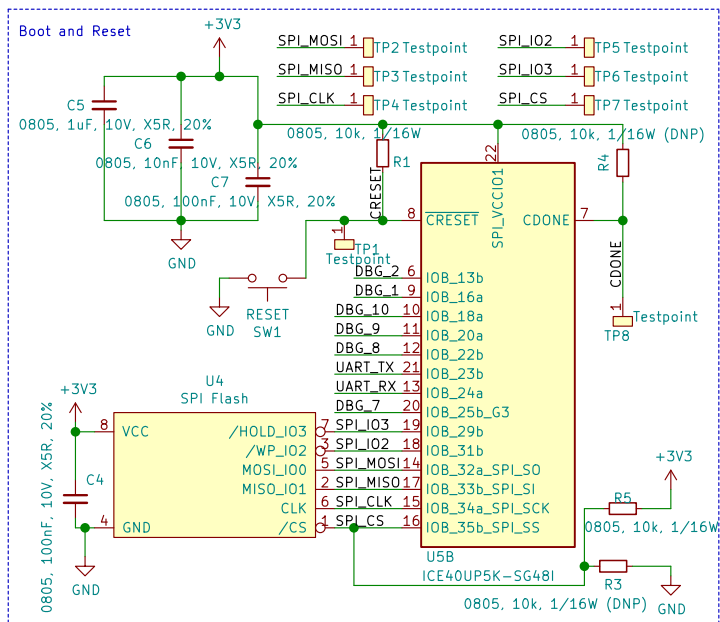 Boot and Reset
+3V3
SPI_MOSI 1 TP2 Testpoint
SPI_MISO 1 TP3 Testpoint
SPI_CLK 1 TP4 Testpoint
SPI_IO2 1 TP5 Testpoint
SPI_IO3 1 TP6 Testpoint
SPI_CS 1 TP7 Testpoint
C5
0805, 1uF, 10V, X5R, 20%
C6
0805, 10nF, 10V, X5R, 20%
C7
0805, 100nF, 10V, X5R, 20%
GND
0805, 10k, 1/16W
R1
CRESET
0805, 10k, 1/16W (DNP)
R4
22
SPI_VCCIO1
8 CRESET
CDONE 7
CDONE
1
Testpoint
TP8
1
TP1
Testpoint
GND
RESET
SW1
DBG_2 6 IOB_13b
DBG_1 9 IOB_16a
DBG_10 10 IOB_18a
DBG_9 11 IOB_20a
DBG_8 12 IOB_22b
UART_TX 21 IOB_23b
UART_RX 13 IOB_24a
DBG_7 20 IOB_25b_G3
SPI_IO3 19 IOB_29b
SPI_IO2 18 IOB_31b
SPI_MOSI 14 IOB_32a_SPI_SO
SPI_MISO 17 IOB_33b_SPI_SI
SPI_CLK 15 IOB_34a_SPI_SCK
SPI_CS 16 IOB_35b_SPI_SS
U5B
ICE40UP5K-SG48I
U4
SPI Flash
+3V3
8 VCC
4 GND
/HOLD_IO3 7
/WP_IO2 3
MOSI_IO0 5
MISO_IO1 2
CLK 6
/CS 1
C4
0805, 100nF, 10V, X5R, 20%
GND
+3V3
R5
0805, 10k, 1/16W
R3
0805, 10k, 1/16W (DNP)
GND